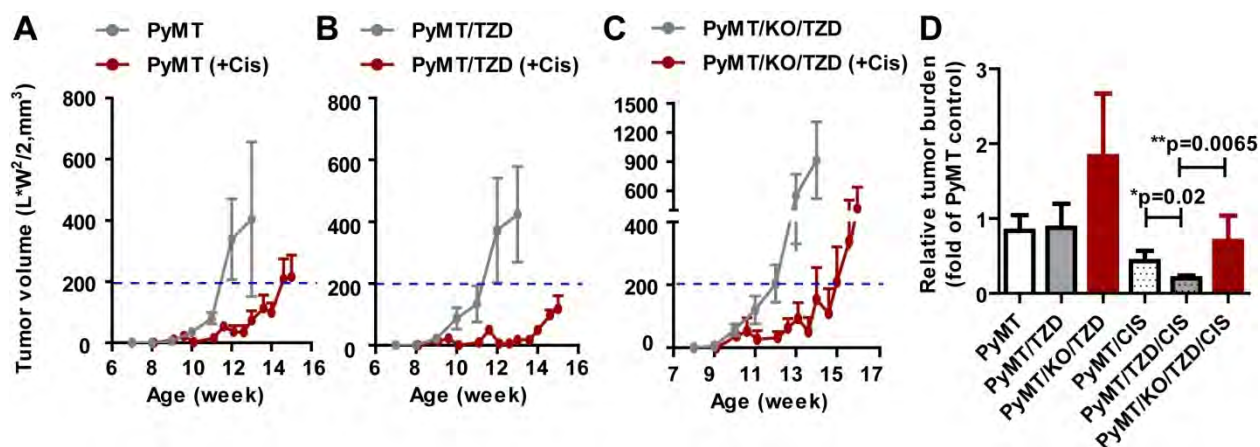 A
PyMT
PyMT (+Cis)
Tumor volume (L*W²/2,mm³)
800
600
400
200
0
6
8
10
12
14
16
Age (week)
B
PyMT/TZD
PyMT/TZD (+Cis)
800
600
400
200
0
6
8
10
12
14
16
Age (week)
C
PyMT/KO/TZD
PyMT/KO/TZD (+Cis)
1500
1200
900
600
400
200
0
7
9
11
13
15
17
Age (week)
D
Relative tumor burden
(fold of PyMT control)
3
2
1
0
*p=0.02
**p=0.0065
PyMT
PyMT/TZD
PyMT/KO/TZD
PyMT/CIS
PyMT/TZD/CIS
PyMT/KO/TZD/CIS